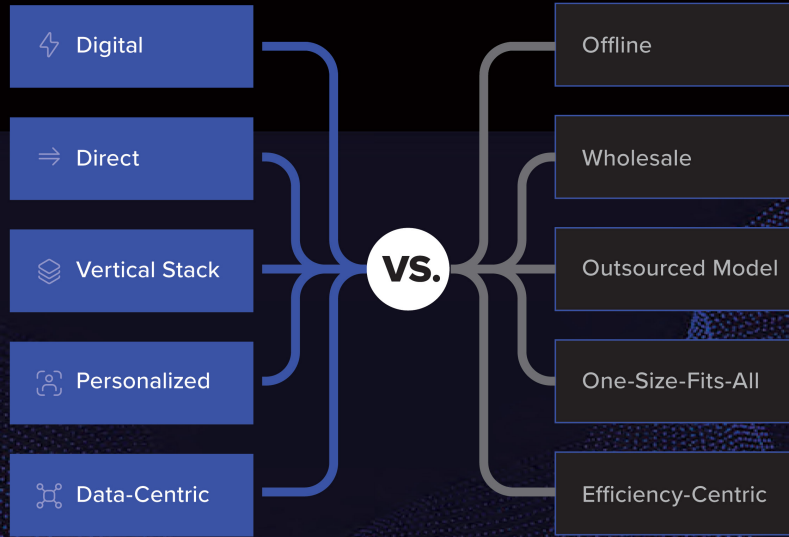 Digital
Offline
Direct
Wholesale
VS.
Vertical Stack
Outsourced Model
Personalized
One-Size-Fits-All
Data-Centric
Efficiency-Centric